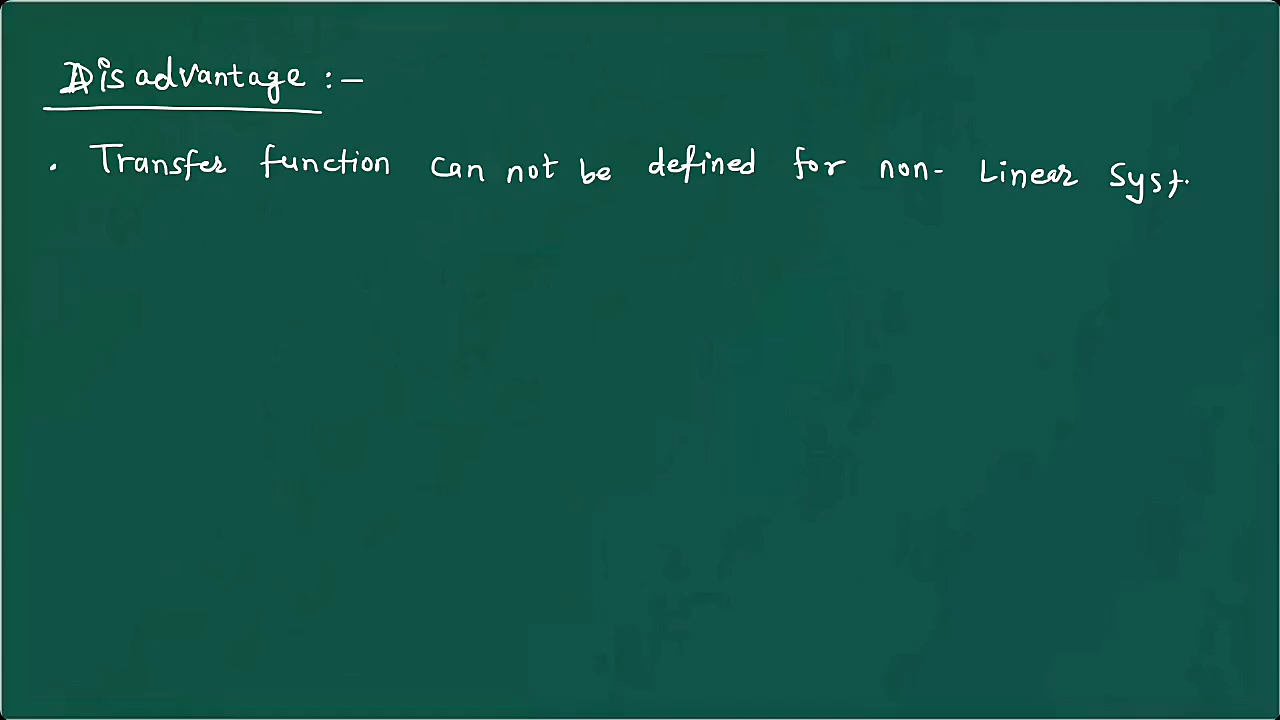 Disadvantage :-
. Transfer function can not be defined for non- Linear Syst.